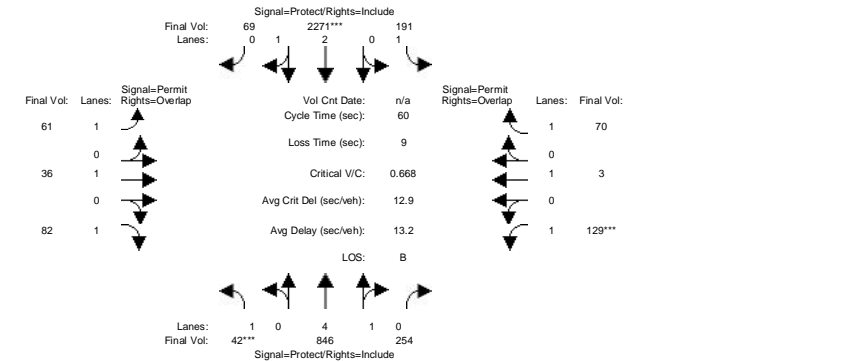 Signal=Protect/Rights=Include
Final Vol: 69 2271*** 191
Lanes: 0 1 2 0 1
Signal=Permit
Final Vol: Lanes: Rights=Overlap
Vol Cnt Date: n/a
Signal=Permit
Rights=Overlap Lanes: Final Vol:
Cycle Time (sec): 60
61 1
1 70
Loss Time (sec): 9
0
0
36 1
Critical V/C: 0.668
1 3
0
Avg Crit Del (sec/veh): 12.9
0
82 1
Avg Delay (sec/veh): 13.2
1 129***
LOS: B
Lanes: 1 0 4 1 0
Final Vol: 42*** 846 254
Signal=Protect/Rights=Include